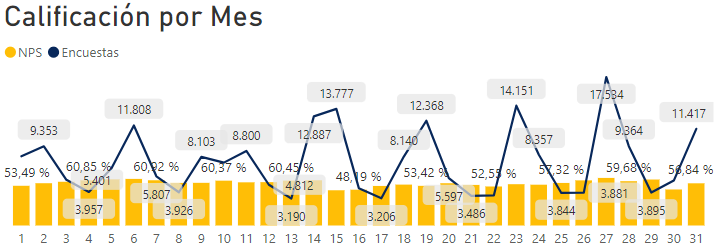 Calificación por Mes
NPS Encuestas
13.777 14.151 17.534
11.808 12.368 11.417
9.353 12.887 9.364
8.103 8.800 8.140 8.357
53,49 % 60,85 % 60,92 % 60,37 % 60,45 % 48,19 % 53,42 % 52,55 % 57,32 % 59,68 % 56,84 %
5.401 5.807 4.812 5.597 3.881
3.957 3.926 3.190 3.206 3.486 3.844 3.895
1 2 3 4 5 6 7 8 9 10 11 12 13 14 15 16 17 18 19 20 21 22 23 24 25 26 27 28 29 30 31